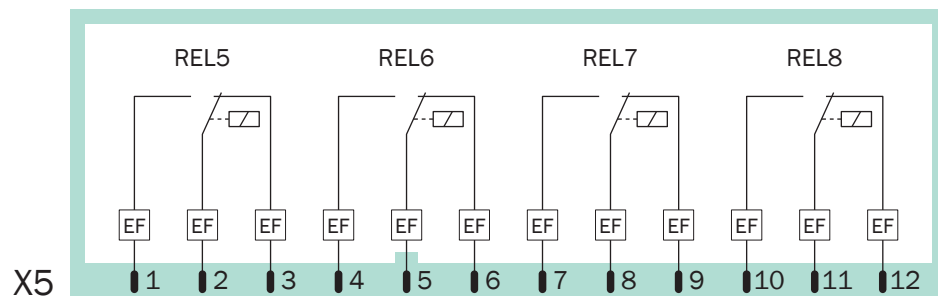 REL5 REL6 REL7 REL8
EF EF EF EF EF EF EF EF EF EF EF EF
X5 1 2 3 4 5 6 7 8 9 10 11 12